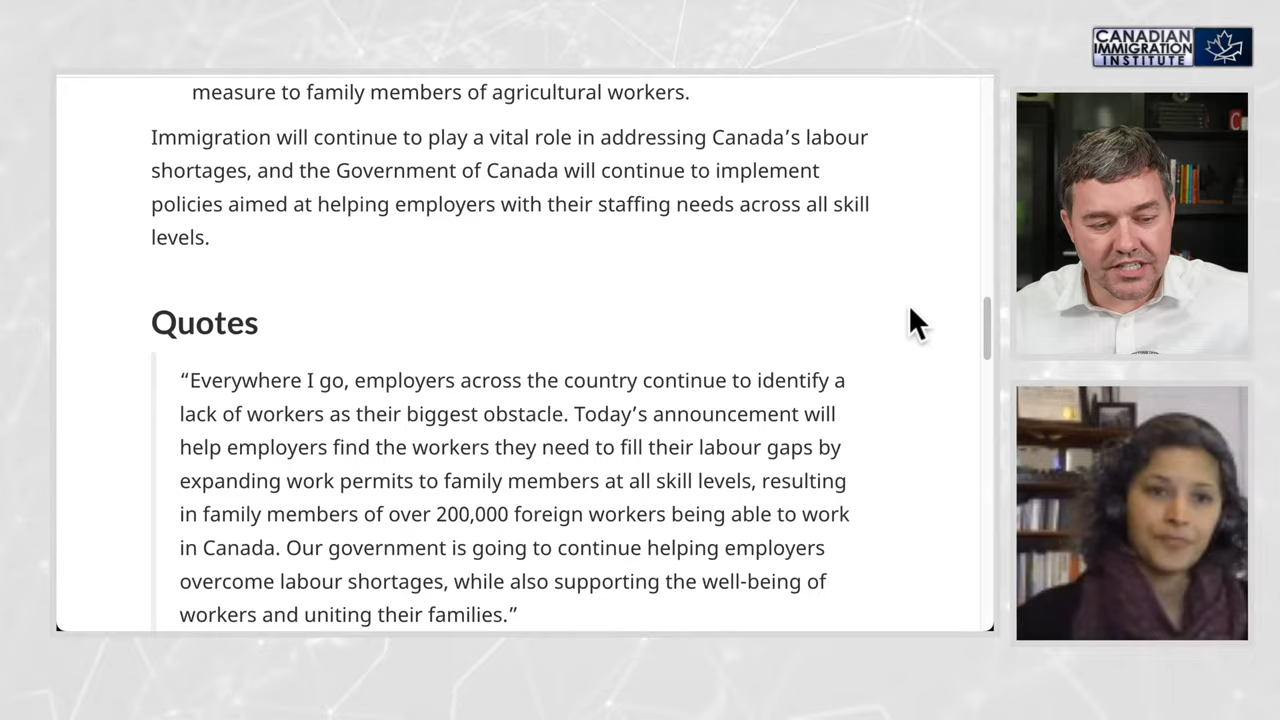 CANADIAN
IMMIGRATION
INSTITUTE
measure to family members of agricultural workers.
Immigration will continue to play a vital role in addressing Canada’s labour
shortages, and the Government of Canada will continue to implement
policies aimed at helping employers with their staffing needs across all skill
levels.
Quotes
“Everywhere I go, employers across the country continue to identify a
lack of workers as their biggest obstacle. Today’s announcement will
help employers find the workers they need to fill their labour gaps by
expanding work permits to family members at all skill levels, resulting
in family members of over 200,000 foreign workers being able to work
in Canada. Our government is going to continue helping employers
overcome labour shortages, while also supporting the well-being of
workers and uniting their families.”